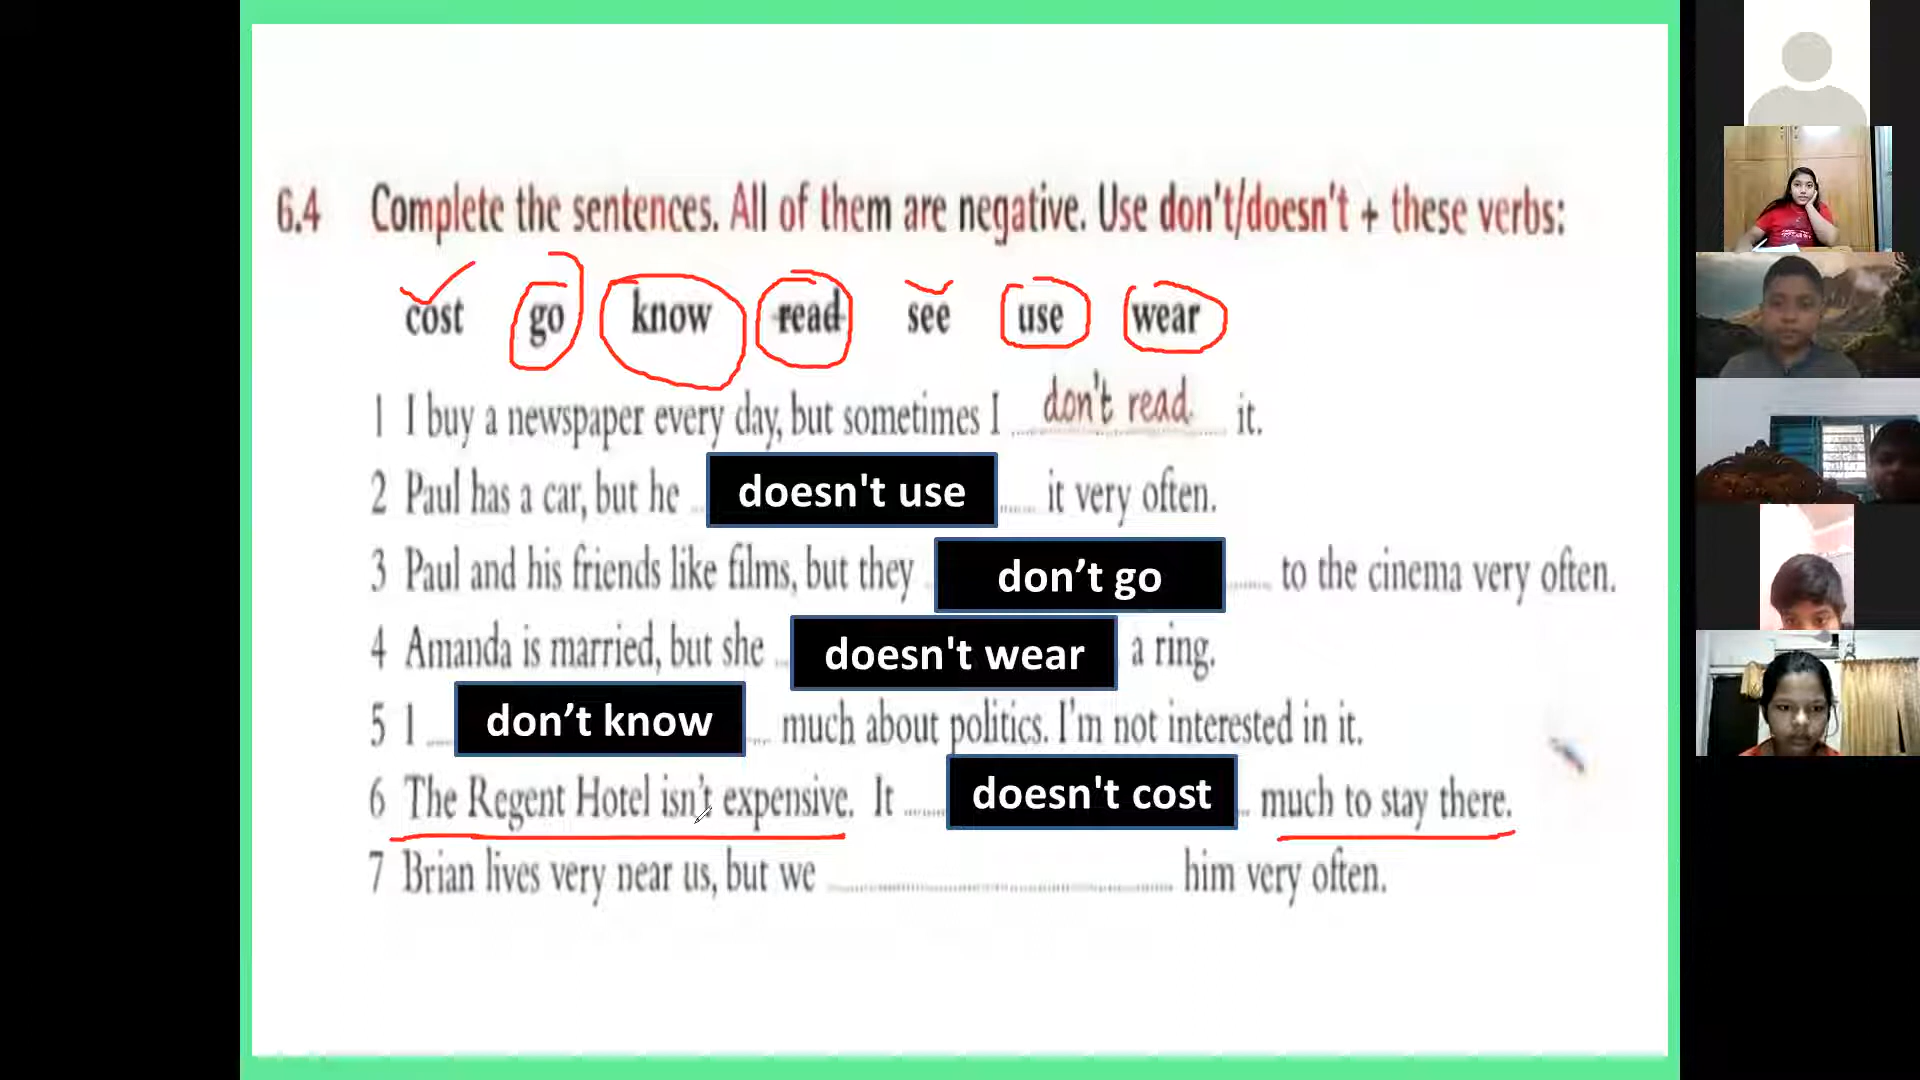 6.4 Complete the sentences. All of them are negative. Use don't/doesn't + these verbs:
cost go know read see use wear
1 I buy a newspaper every day, but sometimes I don't read it.
2 Paul has a car, but he doesn't use it very often.
3 Paul and his friends like films, but they don’t go to the cinema very often.
4 Amanda is married, but she doesn't wear a ring.
5 I don’t know much about politics. I'm not interested in it.
6 The Regent Hotel isn't expensive. It doesn't cost much to stay there.
7 Brian lives very near us, but we him very often.